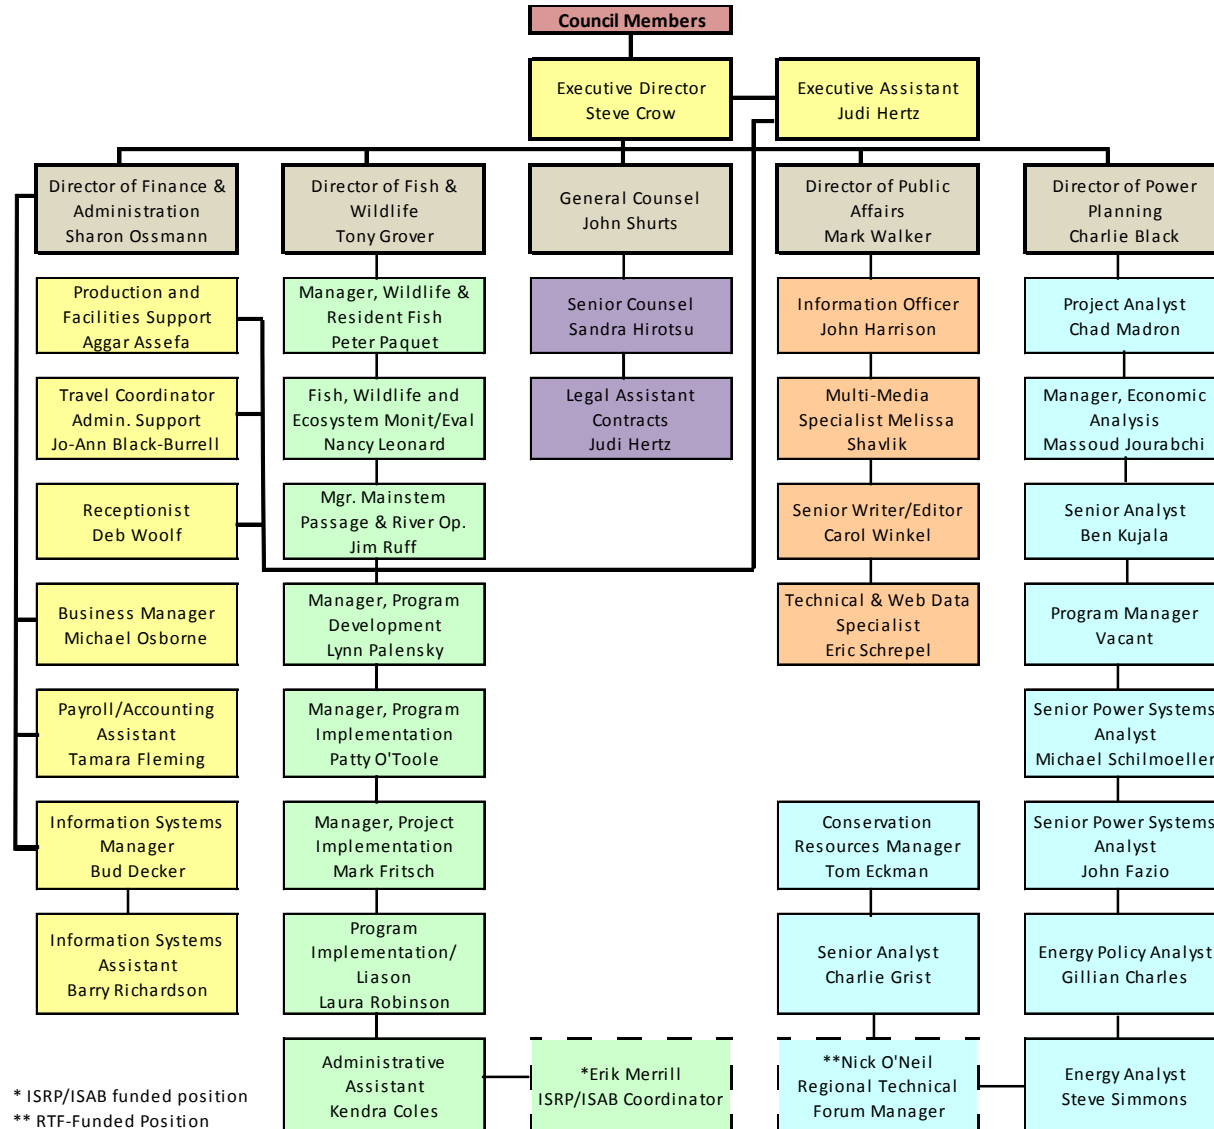 Council Members
Executive Director
Steve Crow
Executive Assistant
Judi Hertz
Director of Finance &
Administration
Sharon Ossmann
Director of Fish &
Wildlife
Tony Grover
General Counsel
John Shurts
Director of Public
Affairs
Mark Walker
Director of Power
Planning
Charlie Black
Production and
Facilities Support
Aggar Assefa
Manager, Wildlife &
Resident Fish
Peter Paquet
Senior Counsel
Sandra Hirotsu
Information Officer
John Harrison
Project Analyst
Chad Madron
Travel Coordinator
Admin. Support
Jo-Ann Black-Burrell
Fish, Wildlife and
Ecosystem Monit/Eval
Nancy Leonard
Legal Assistant
Contracts
Judi Hertz
Multi-Media
Specialist Melissa
Shavlik
Manager, Economic
Analysis
Massoud Jourabchi
Receptionist
Deb Woolf
Mgr. Mainstem
Passage & River Op.
Jim Ruff
Senior Writer/Editor
Carol Winkel
Senior Analyst
Ben Kujala
Business Manager
Michael Osborne
Manager, Program
Development
Lynn Palensky
Technical & Web Data
Specialist
Eric Schrepel
Program Manager
Vacant
Payroll/Accounting
Assistant
Tamara Fleming
Manager, Program
Implementation
Patty O'Toole
Senior Power Systems
Analyst
Michael Schilmoeller
Information Systems
Manager
Bud Decker
Manager, Project
Implementation
Mark Fritsch
Conservation
Resources Manager
Tom Eckman
Senior Power Systems
Analyst
John Fazio
Information Systems
Assistant
Barry Richardson
Program
Implementation/
Liason
Laura Robinson
Senior Analyst
Charlie Grist
Energy Policy Analyst
Gillian Charles
Administrative
Assistant
Kendra Coles
*Erik Merrill
ISRP/ISAB Coordinator
**Nick O'Neil
Regional Technical
Forum Manager
Energy Analyst
Steve Simmons
* ISRP/ISAB funded position
** RTF-Funded Position